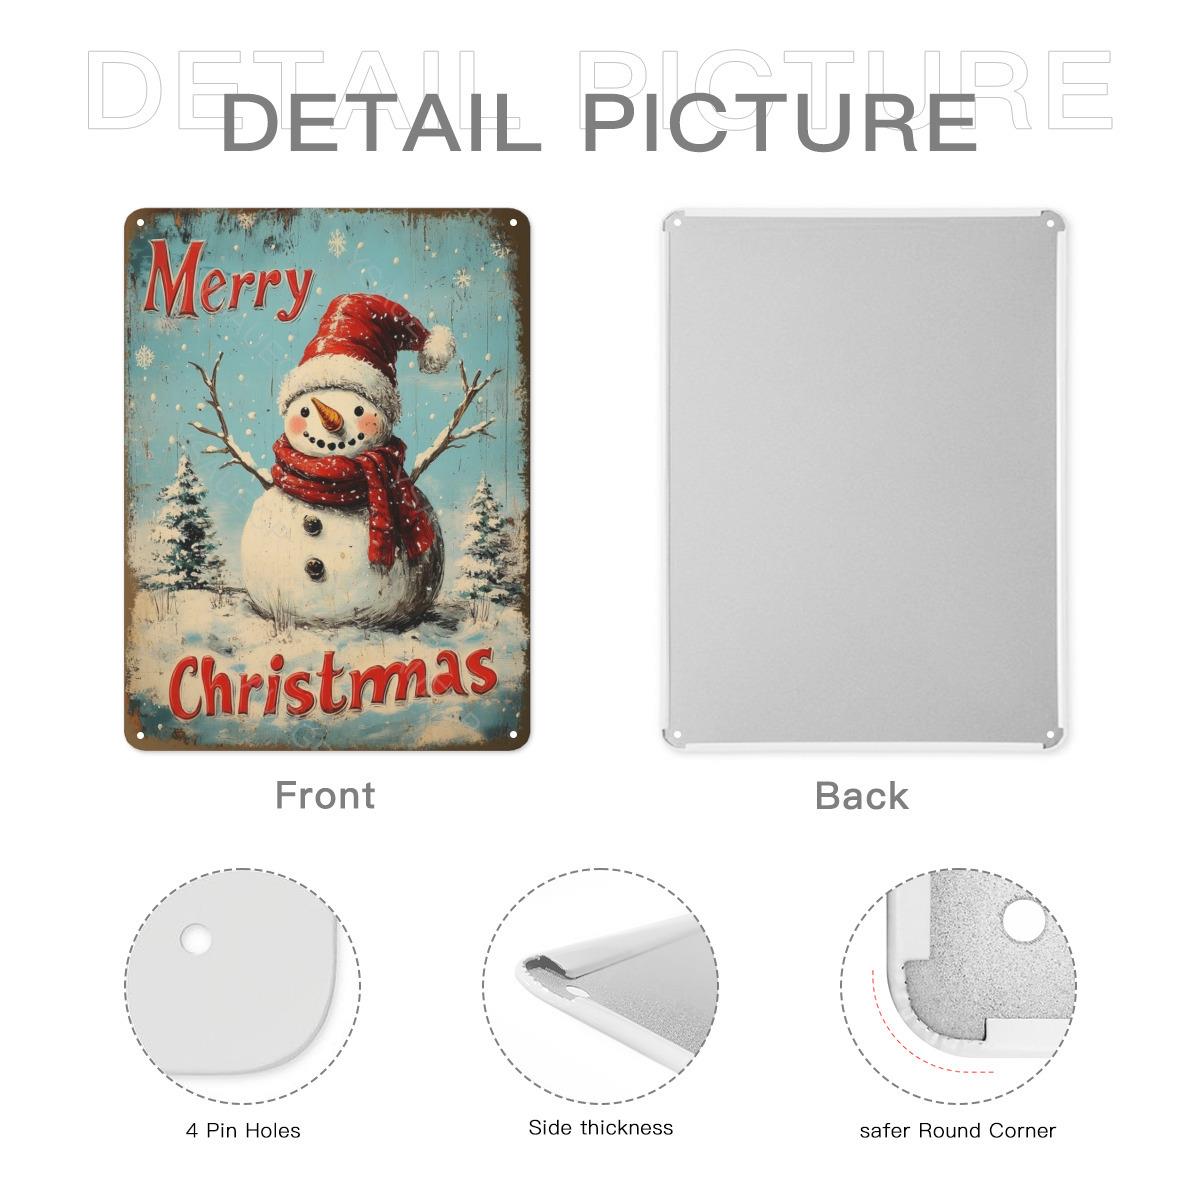 DETAIL PICTURE
DETAIL PICTURE
Merry
Christmas
Front
Back
4 Pin Holes
Side thickness
safer Round Corner